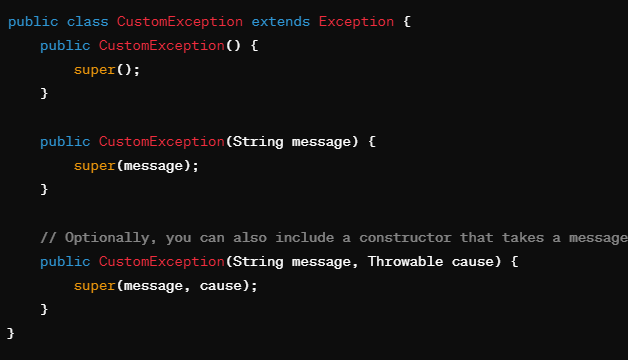 public class CustomException extends Exception {
    public CustomException() {
        super();
    }

    public CustomException(String message) {
        super(message);
    }

    // Optionally, you can also include a constructor that takes a message
    public CustomException(String message, Throwable cause) {
        super(message, cause);
    }
}